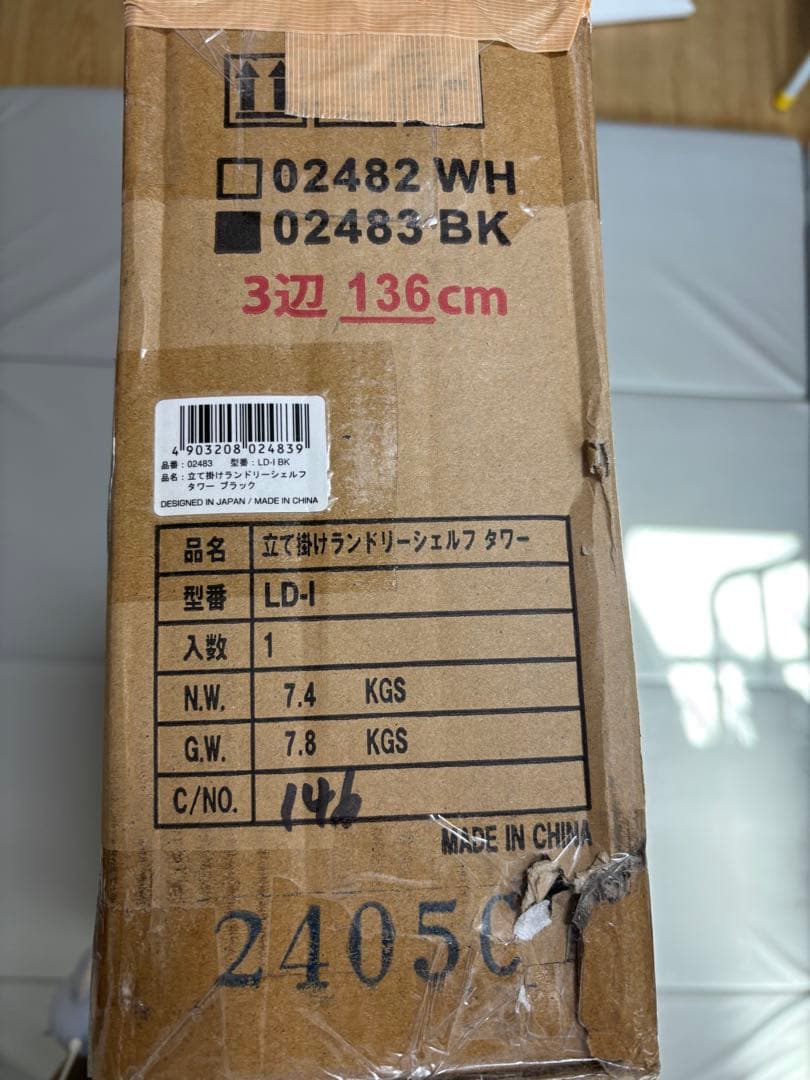 02482 WH
02483 BK
3辺 136cm
4 903208 024839
品番：02483 型番：LD-I BK
品名：立て掛けランドリーシェルフ
タワー ブラック
DESIGNED IN JAPAN / MADE IN CHINA
品名 立て掛けランドリーシェルフ タワー
型番 LD-I
入数 1
N.W. 7.4 KGS
G.W. 7.8 KGS
C/NO. 146
MADE IN CHINA
2405C